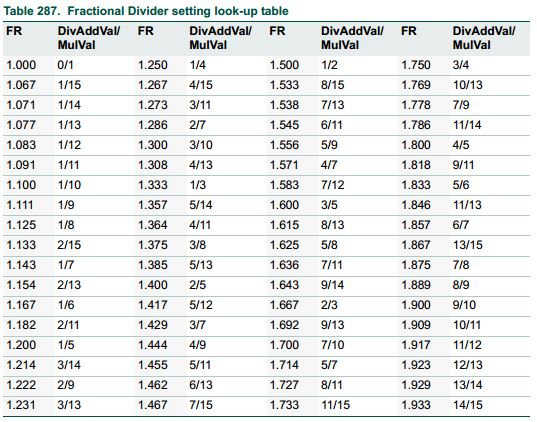 Table 287. Fractional Divider setting look-up table
FR DivAddVal/ FR DivAddVal/ FR DivAddVal/ FR DivAddVal/
MulVal MulVal MulVal MulVal
1.000 0/1 1.250 1/4 1.500 1/2 1.750 3/4
1.067 1/15 1.267 4/15 1.533 8/15 1.769 10/13
1.071 1/14 1.273 3/11 1.538 7/13 1.778 7/9
1.077 1/13 1.286 2/7 1.545 6/11 1.786 11/14
1.083 1/12 1.300 3/10 1.556 5/9 1.800 4/5
1.091 1/11 1.308 4/13 1.571 4/7 1.818 9/11
1.100 1/10 1.333 1/3 1.583 7/12 1.833 5/6
1.111 1/9 1.357 5/14 1.600 3/5 1.846 11/13
1.125 1/8 1.364 4/11 1.615 8/13 1.857 6/7
1.133 2/15 1.375 3/8 1.625 5/8 1.867 13/15
1.143 1/7 1.385 5/13 1.636 7/11 1.875 7/8
1.154 2/13 1.400 2/5 1.643 9/14 1.889 8/9
1.167 1/6 1.417 5/12 1.667 2/3 1.900 9/10
1.182 2/11 1.429 3/7 1.692 9/13 1.909 10/11
1.200 1/5 1.444 4/9 1.700 7/10 1.917 11/12
1.214 3/14 1.455 5/11 1.714 5/7 1.923 12/13
1.222 2/9 1.462 6/13 1.727 8/11 1.929 13/14
1.231 3/13 1.467 7/15 1.733 11/15 1.933 14/15